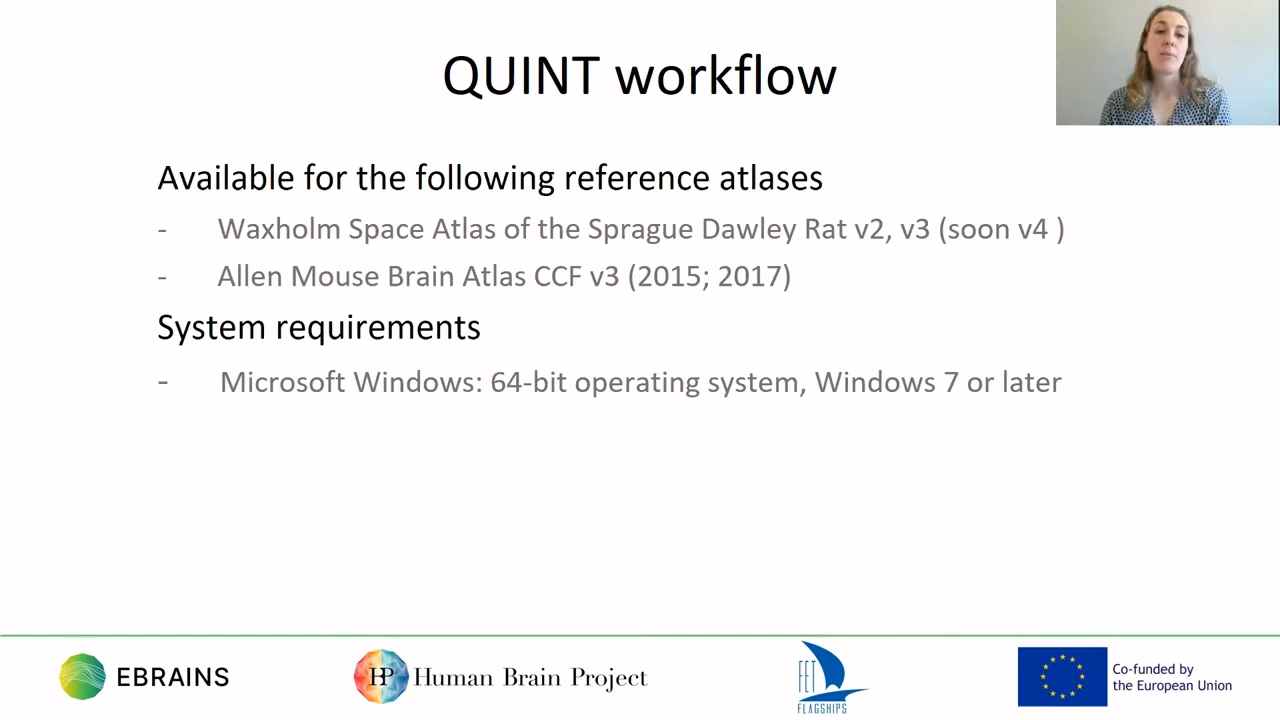 QUINT workflow
Available for the following reference atlases
- Waxholm Space Atlas of the Sprague Dawley Rat v2, v3 (soon v4 )
- Allen Mouse Brain Atlas CCF v3 (2015; 2017)
System requirements
- Microsoft Windows: 64-bit operating system, Windows 7 or later
EBRAINS
HP Human Brain Project
FET
FLAGSHIPS
Co-funded by
the European Union